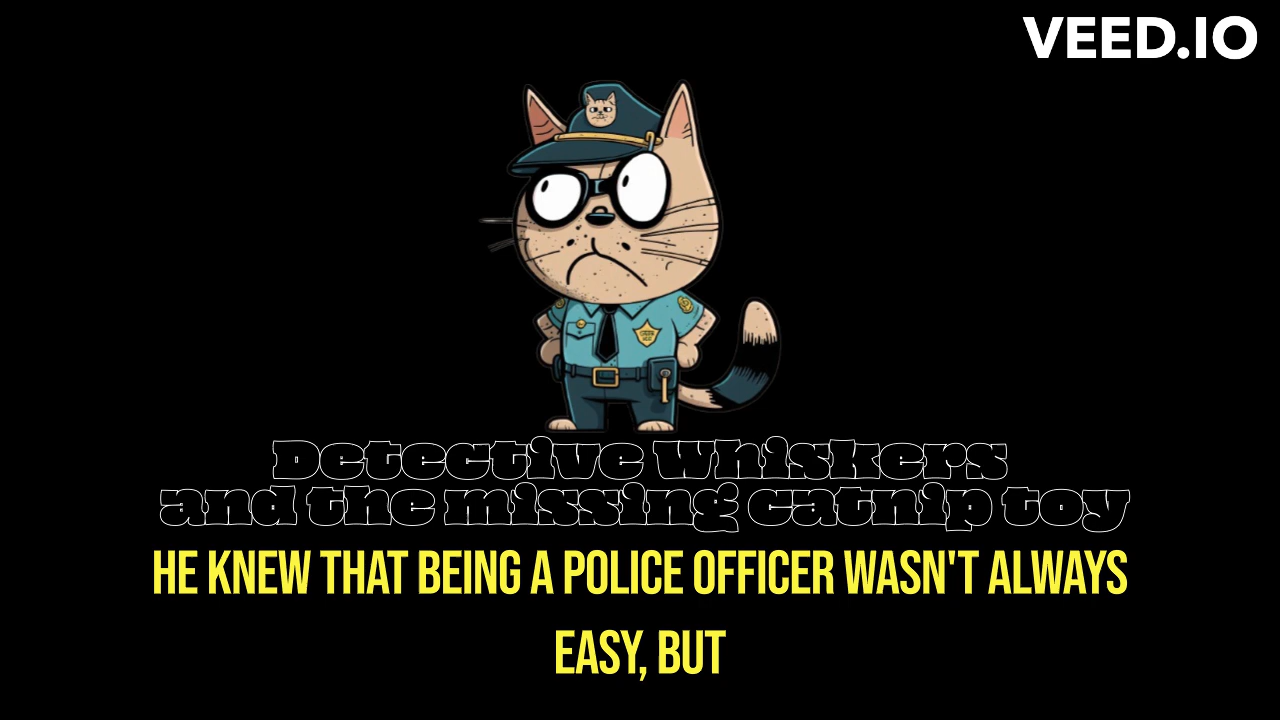 VEED.IO
Detective Whiskers
and the missing catnip toy
HE KNEW THAT BEING A POLICE OFFICER WASN'T ALWAYS
EASY, BUT